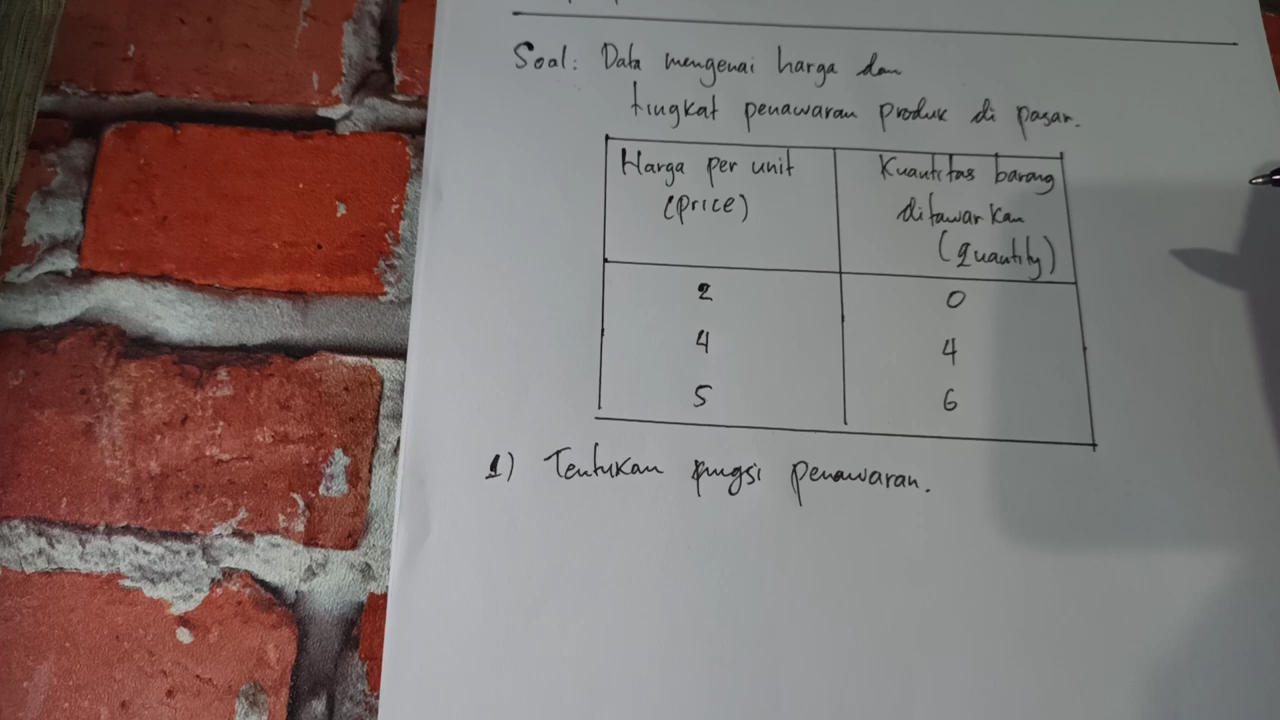 Soal: Data mengenai harga dan
tingkat penawaran produk di pasar.
Harga per unit
(price)
Kuantitas barang
ditawarkan
(quantity)
2 0
4 4
5 6
1) Tentukan fungsi penawaran.